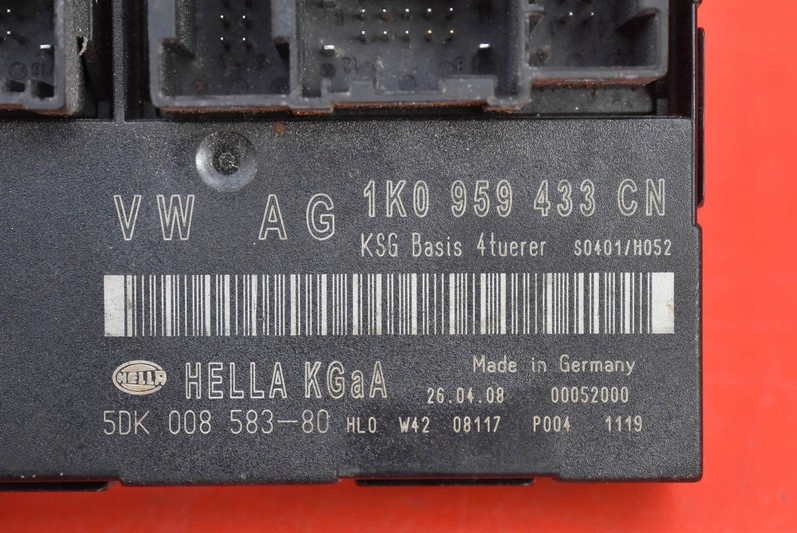 VW AG 1K0 959 433 CN
KSG Basis 4tuerer S0401/H052
HELLA HELLA KGaA Made in Germany
26.04.08 00052000
5DK 008 583-80 HL0 W42 08117 P004 1119